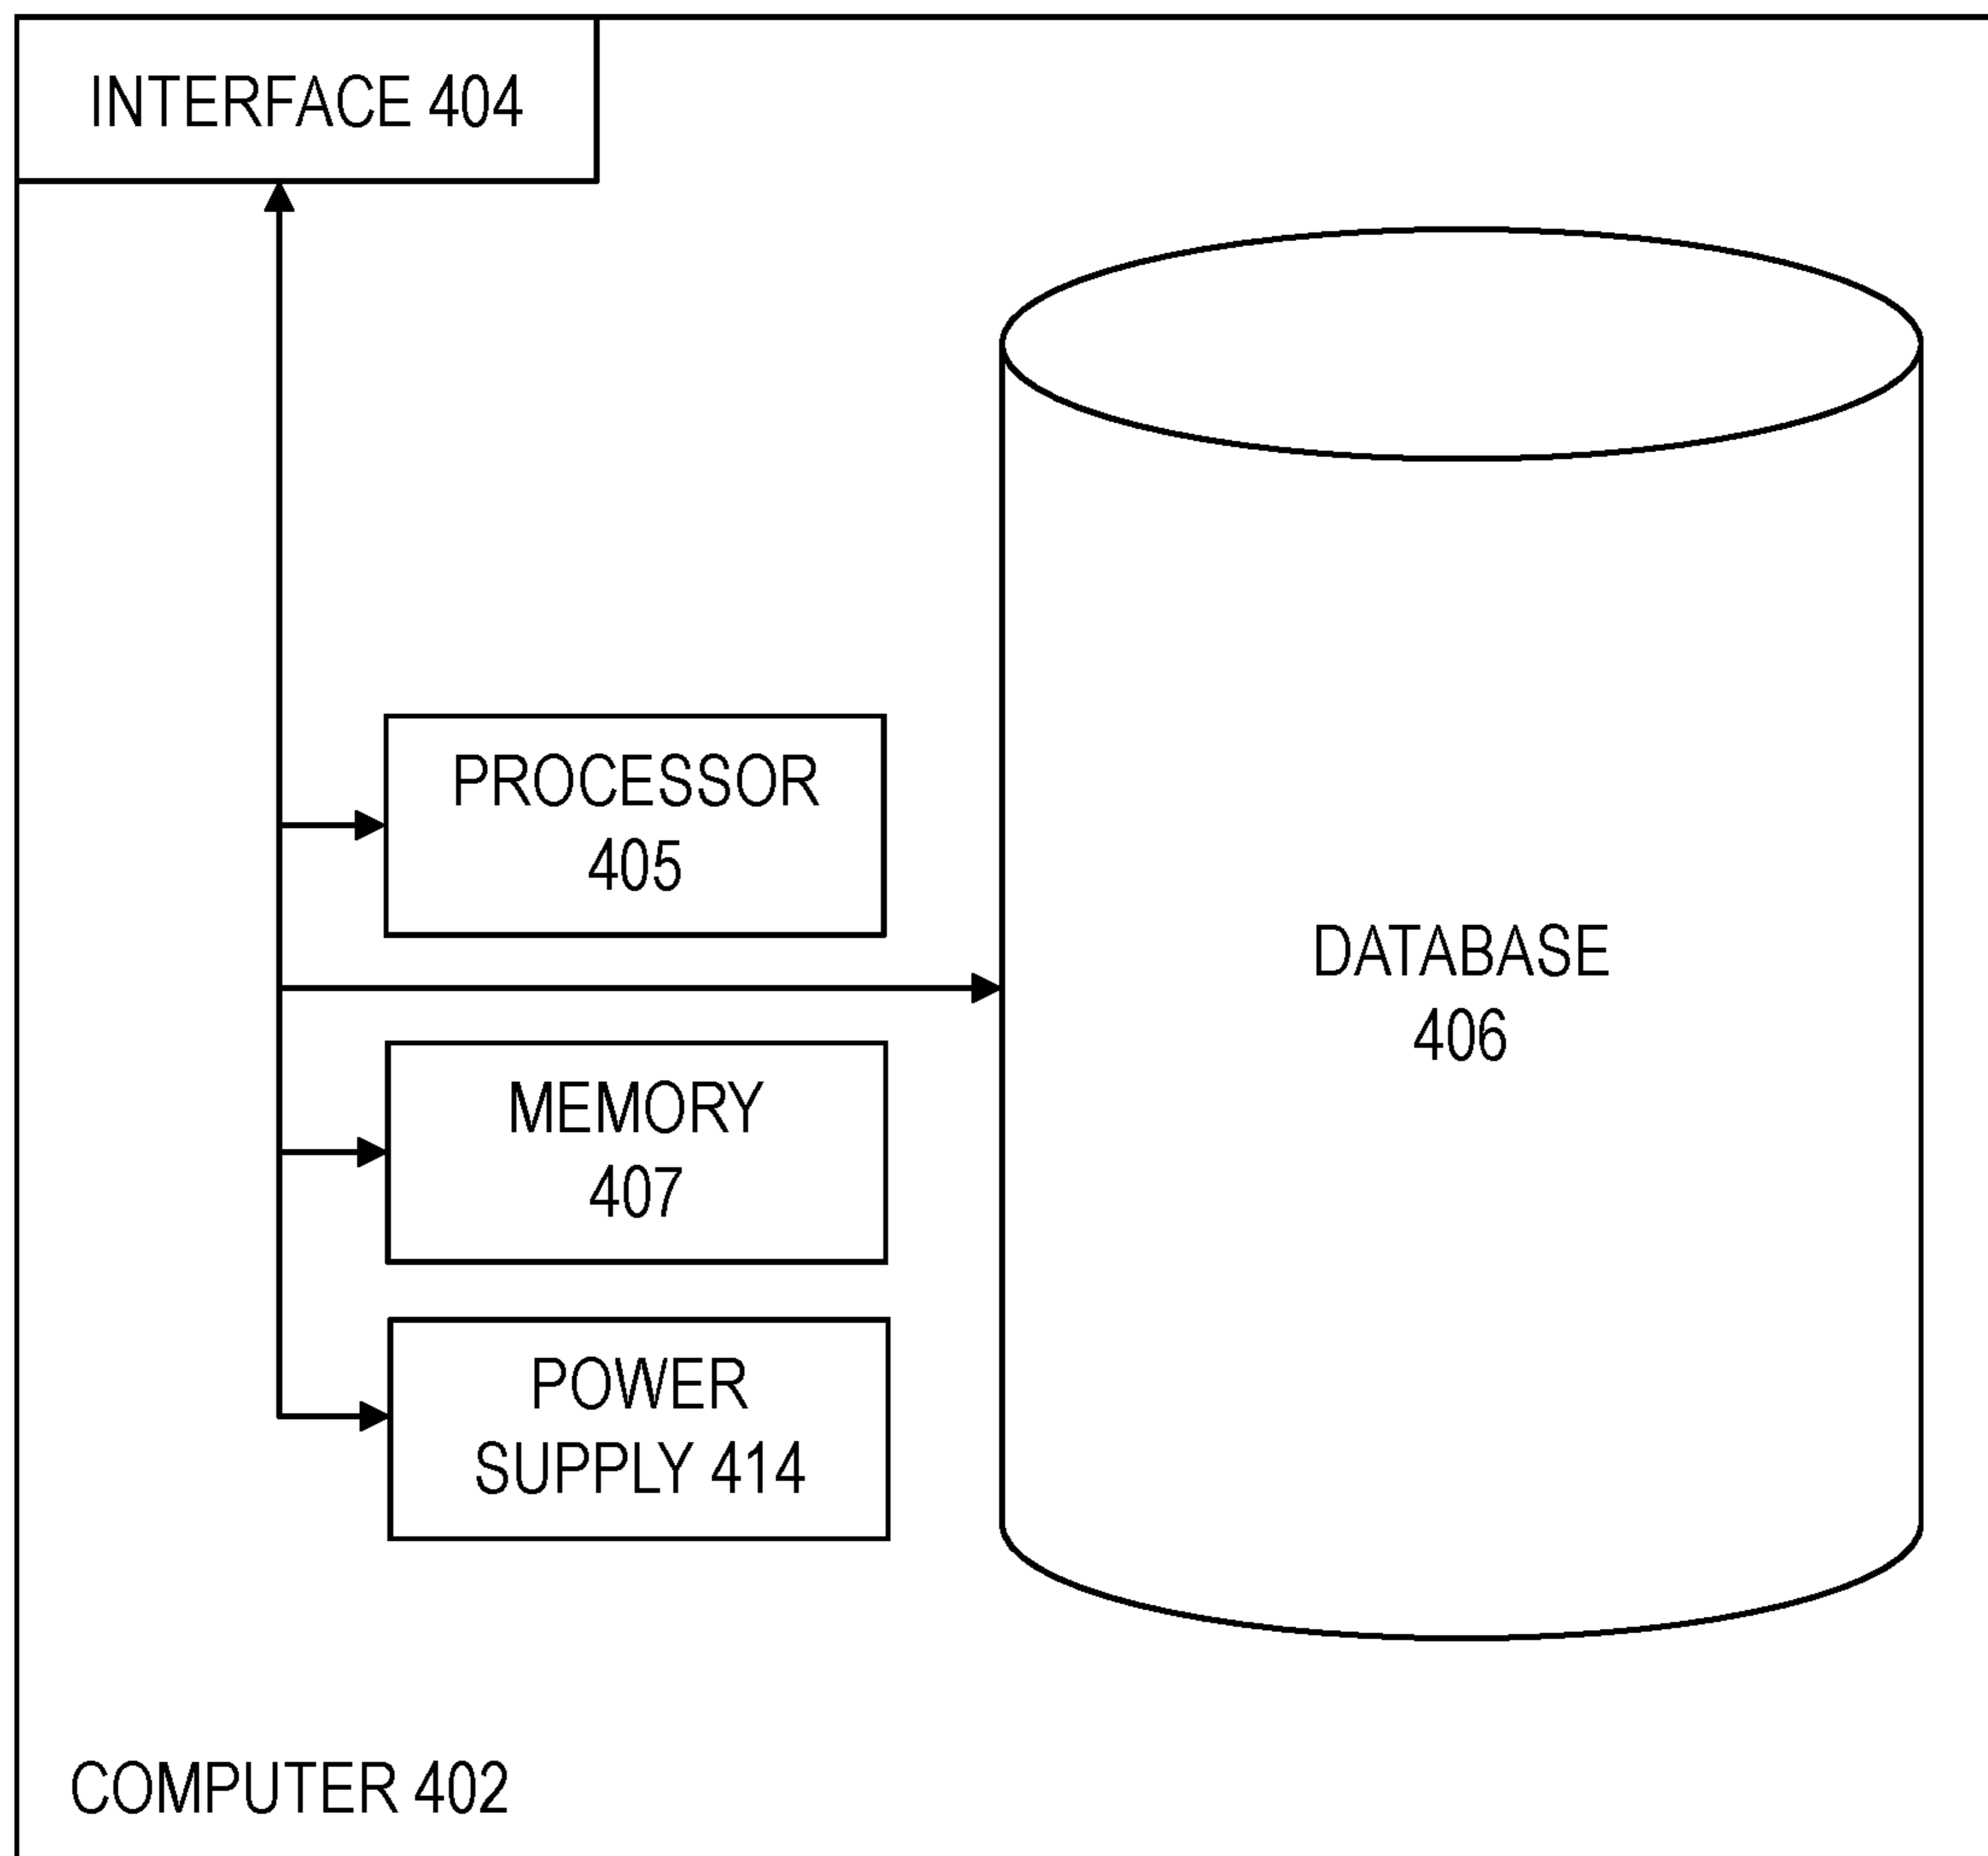 INTERFACE 404
PROCESSOR
405
DATABASE
406
MEMORY
407
POWER
SUPPLY 414
COMPUTER 402